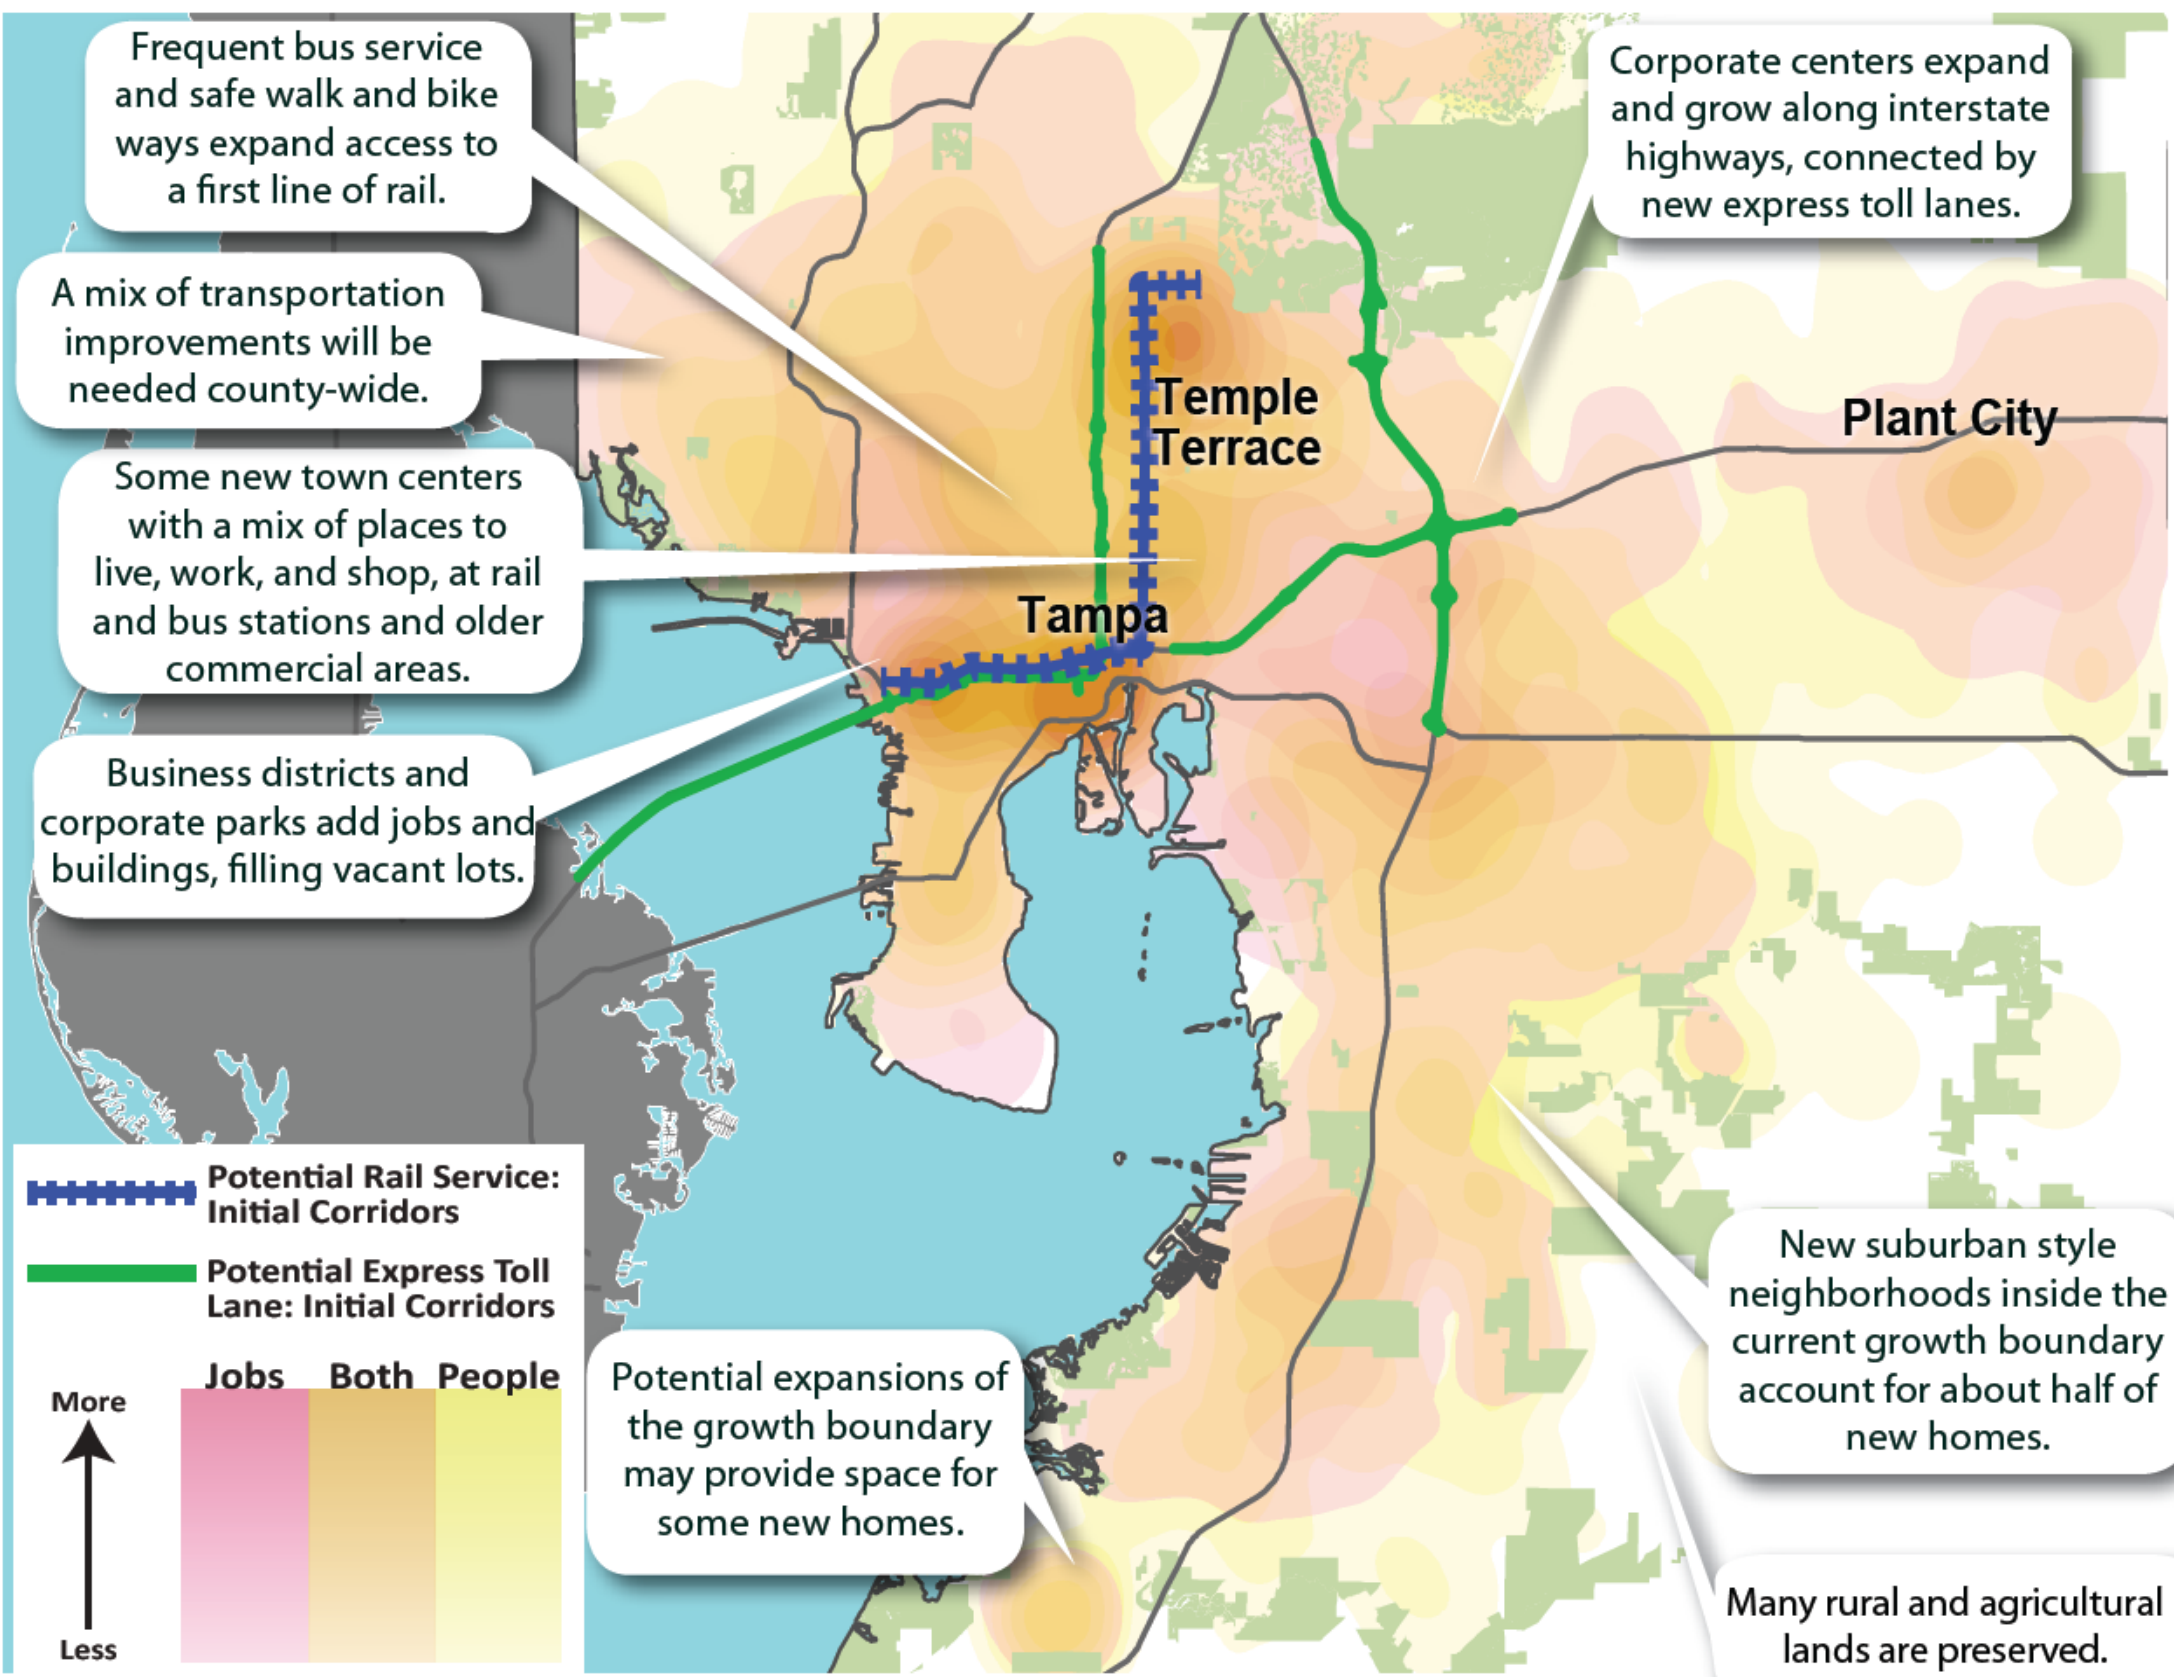 Frequent bus service
and safe walk and bike
ways expand access to
a first line of rail.
Corporate centers expand
and grow along interstate
highways, connected by
new express toll lanes.
A mix of transportation
improvements will be
needed county-wide.
Temple
Terrace
Plant City
Some new town centers
with a mix of places to
live, work, and shop, at rail
and bus stations and older
commercial areas.
Tampa
Business districts and
corporate parks add jobs and
buildings, filling vacant lots.
New suburban style
neighborhoods inside the
current growth boundary
account for about half of
new homes.
Potential expansions of
the growth boundary
may provide space for
some new homes.
Many rural and agricultural
lands are preserved.
Potential Rail Service:
Initial Corridors
Potential Express Toll
Lane: Initial Corridors
Jobs Both People
More
Less